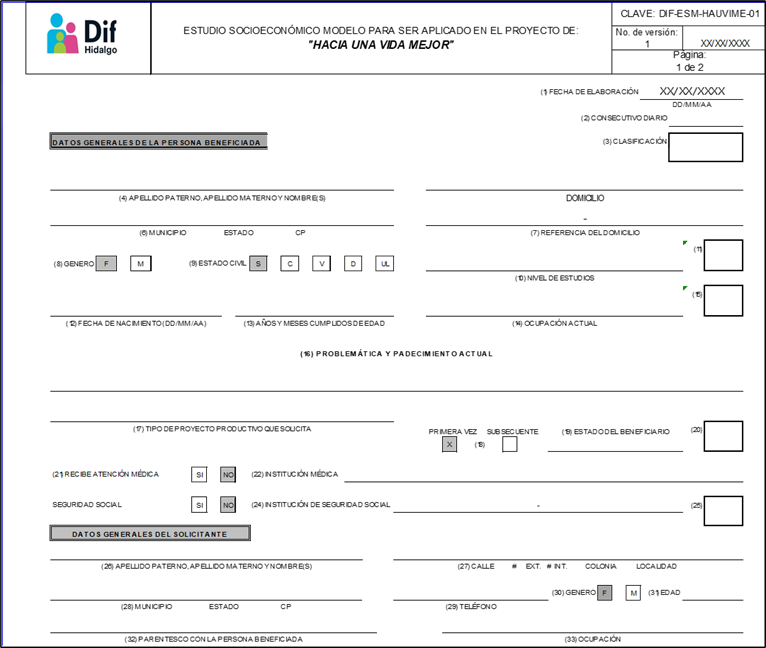 Dif
Hidalgo
ESTUDIO SOCIOECONÓMICO MODELO PARA SER APLICADO EN EL PROYECTO DE:
"HACIA UNA VIDA MEJOR"
CLAVE: DIF-ESM-HAUVIME-01
No. de versión:
1 XX/XX/XXXX
Página:
1 de 2
(1) FECHA DE ELABORACIÓN XX/XX/XXXX
DD/MM/AA
(2) CONSECUTIVO DIARIO
DATOS GENERALES DE LA PERSONA BENEFICIADA
(3) CLASIFICACIÓN
(4) APELLIDO PATERNO, APELLIDO MATERNO Y NOMBRE(S) DOMICILIO
-
(6) MUNICIPIO ESTADO CP (7) REFERENCIA DEL DOMICILIO
(8) GENERO F M (9) ESTADO CIVIL S C V D UL (11)
(10) NIVEL DE ESTUDIOS
(15)
(12) FECHA DE NACIMIENTO (DD/MM/AA) (13) AÑOS Y MESES CUMPLIDOS DE EDAD (14) OCUPACIÓN ACTUAL
(16) PROBLEMÁTICA Y PADECIMIENTO ACTUAL
(17) TIPO DE PROYECTO PRODUCTIVO QUE SOLICITA PRIMERA VEZ SUBSECUENTE (19) ESTADO DEL BENEFICIARIO (20)
X (18)
(21) RECIBE ATENCIÓN MÉDICA SI NO (22) INSTITUCIÓN MÉDICA
SEGURIDAD SOCIAL SI NO (24) INSTITUCIÓN DE SEGURIDAD SOCIAL - (25)
DATOS GENERALES DEL SOLICITANTE
(26) APELLIDO PATERNO, APELLIDO MATERNO Y NOMBRE(S) (27) CALLE # EXT. # INT. COLONIA LOCALIDAD
(30) GENERO F M (31) EDAD
(28) MUNICIPIO ESTADO CP (29) TELÉFONO
(32) PARENTESCO CON LA PERSONA BENEFICIADA (33) OCUPACIÓN